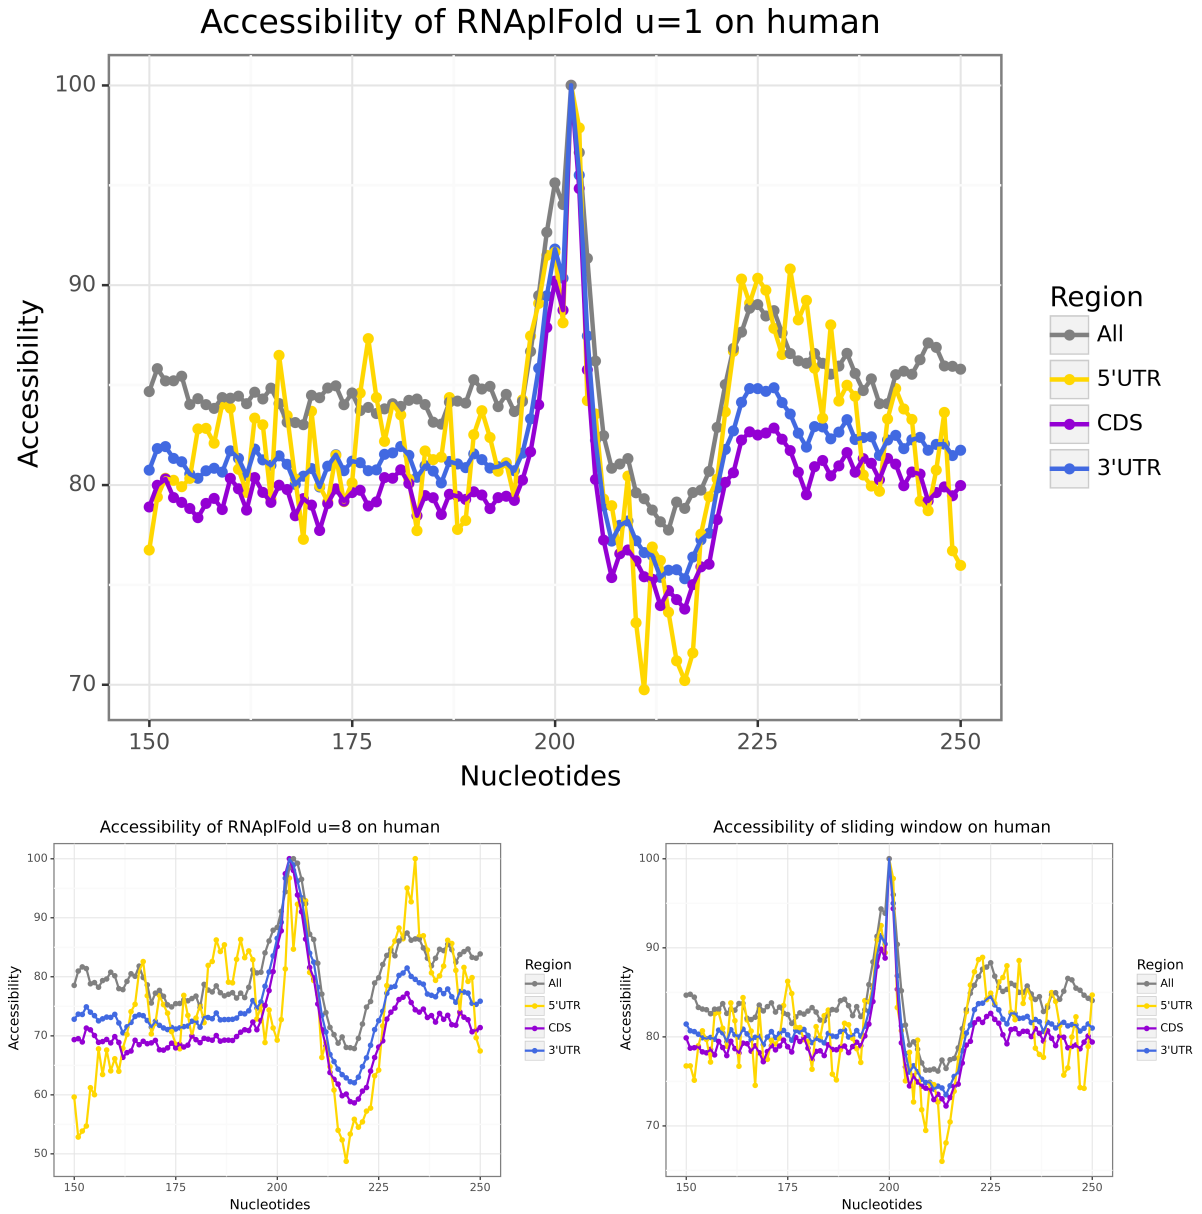 Accessibility of RNAplFold u=1 on human
100
90
80
70
Accessibility
150 175 200 225 250
Nucleotides
Region
All
5'UTR
CDS
3'UTR
Accessibility of RNAplFold u=8 on human
100
90
80
70
60
50
Accessibility
150 175 200 225 250
Nucleotides
Region
All
5'UTR
CDS
3'UTR
Accessibility of sliding window on human
100
90
80
70
Accessibility
150 175 200 225 250
Nucleotides
Region
All
5'UTR
CDS
3'UTR